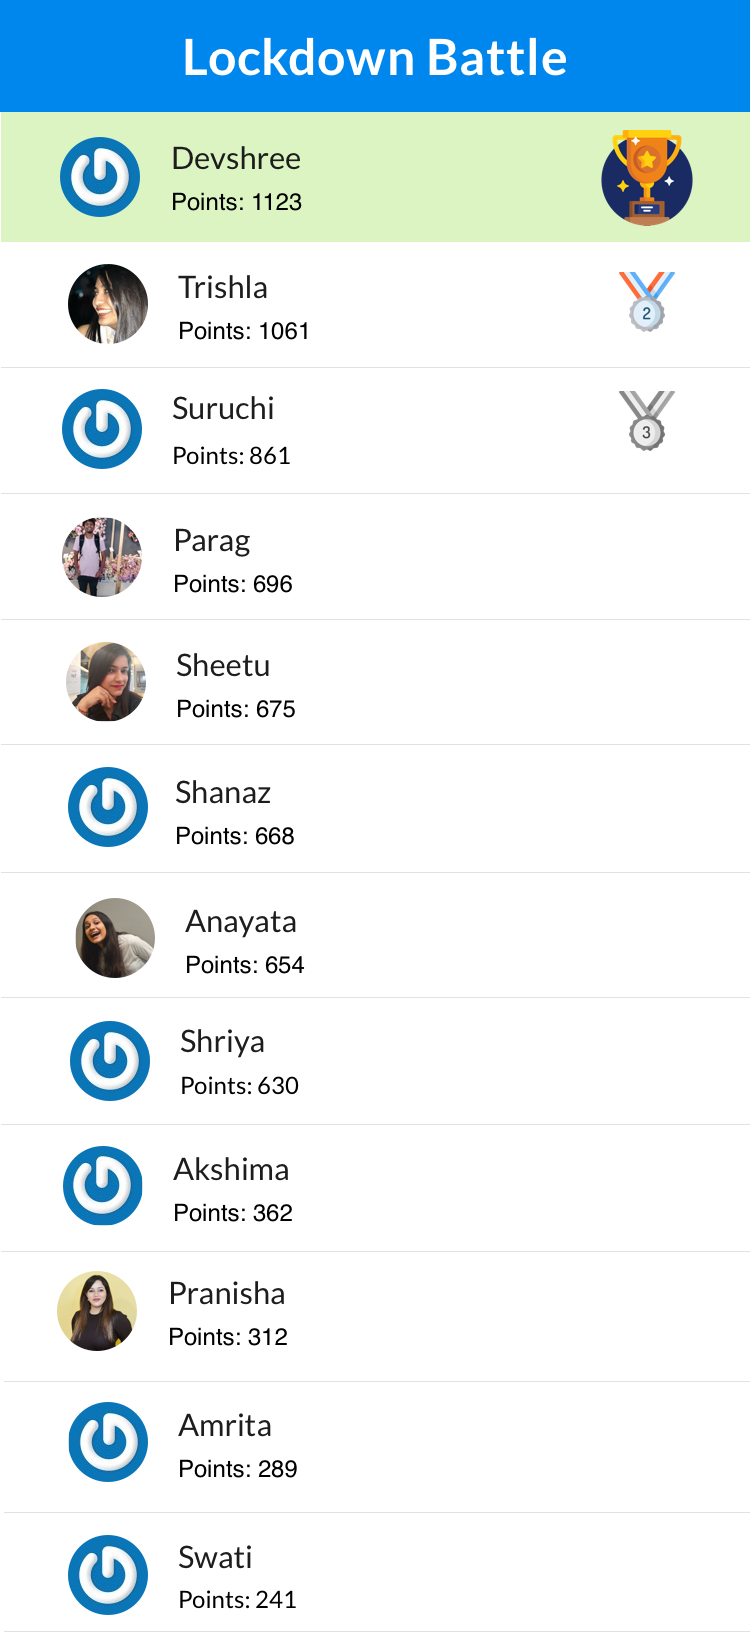 Lockdown Battle
Devshree
Points: 1123
Trishla
Points: 1061
2
Suruchi
Points: 861
3
Parag
Points: 696
Sheetu
Points: 675
Shanaz
Points: 668
Anayata
Points: 654
Shriya
Points: 630
Akshima
Points: 362
Pranisha
Points: 312
Amrita
Points: 289
Swati
Points: 241